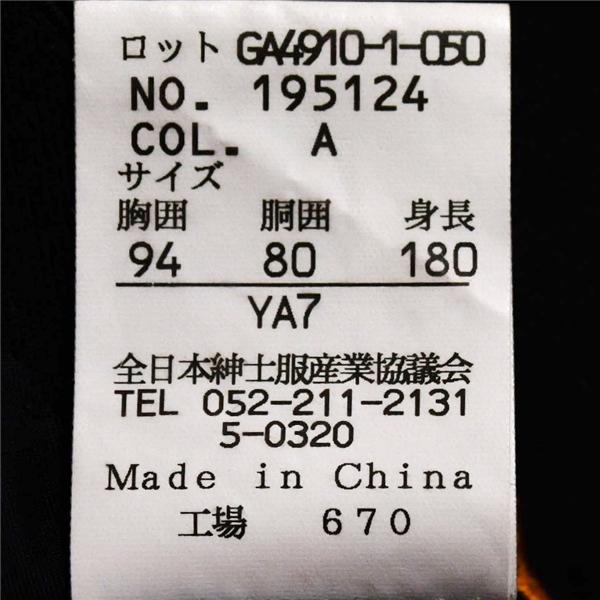 ロット GA4910-1-050
NO. 195124
COL. A
サイズ
胸囲 胴囲 身長
94 80 180
YA7
全日本紳士服産業協議会
TEL 052-211-2131
5-0320
Made in China
工場 670